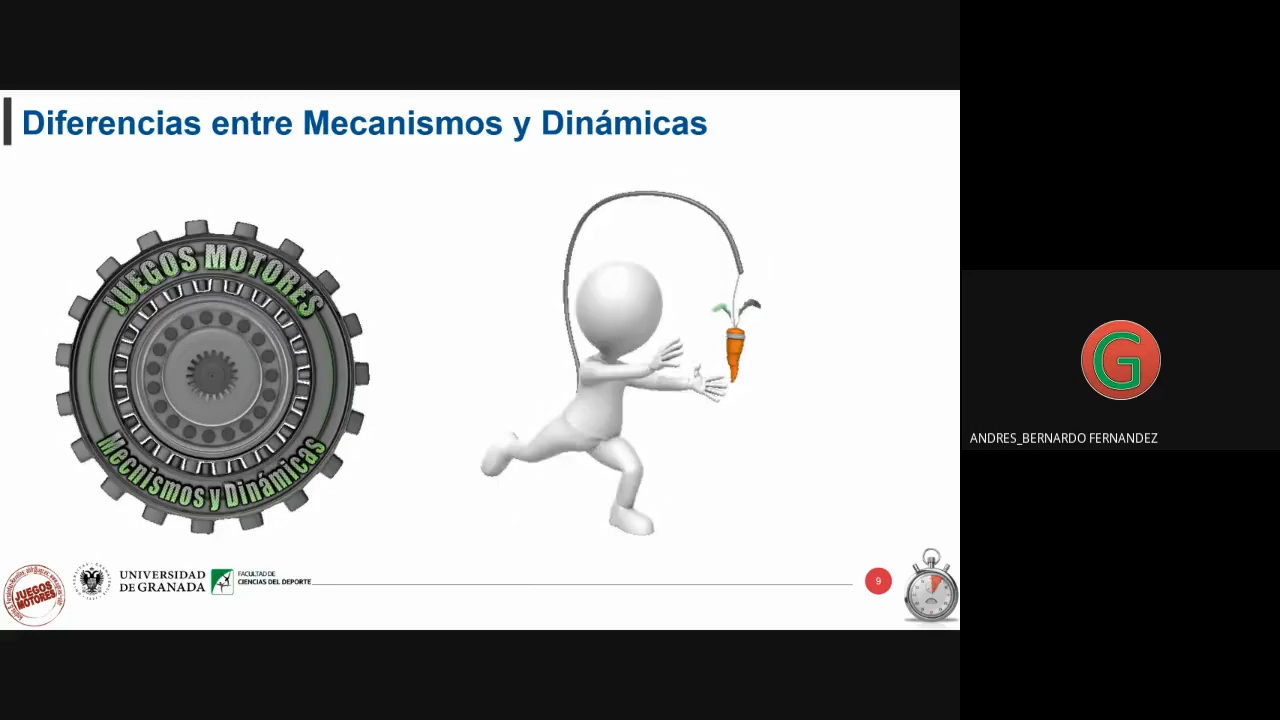 Diferencias entre Mecanismos y Dinámicas
JUEGOS MOTORES
Mecnismos y Dinámicas
JUEGOS
MOTORES
UNIVERSIDAD
DE GRANADA
FACULTAD DE
CIENCIAS DEL DEPORTE
9
G
ANDRES_BERNARDO FERNANDEZ